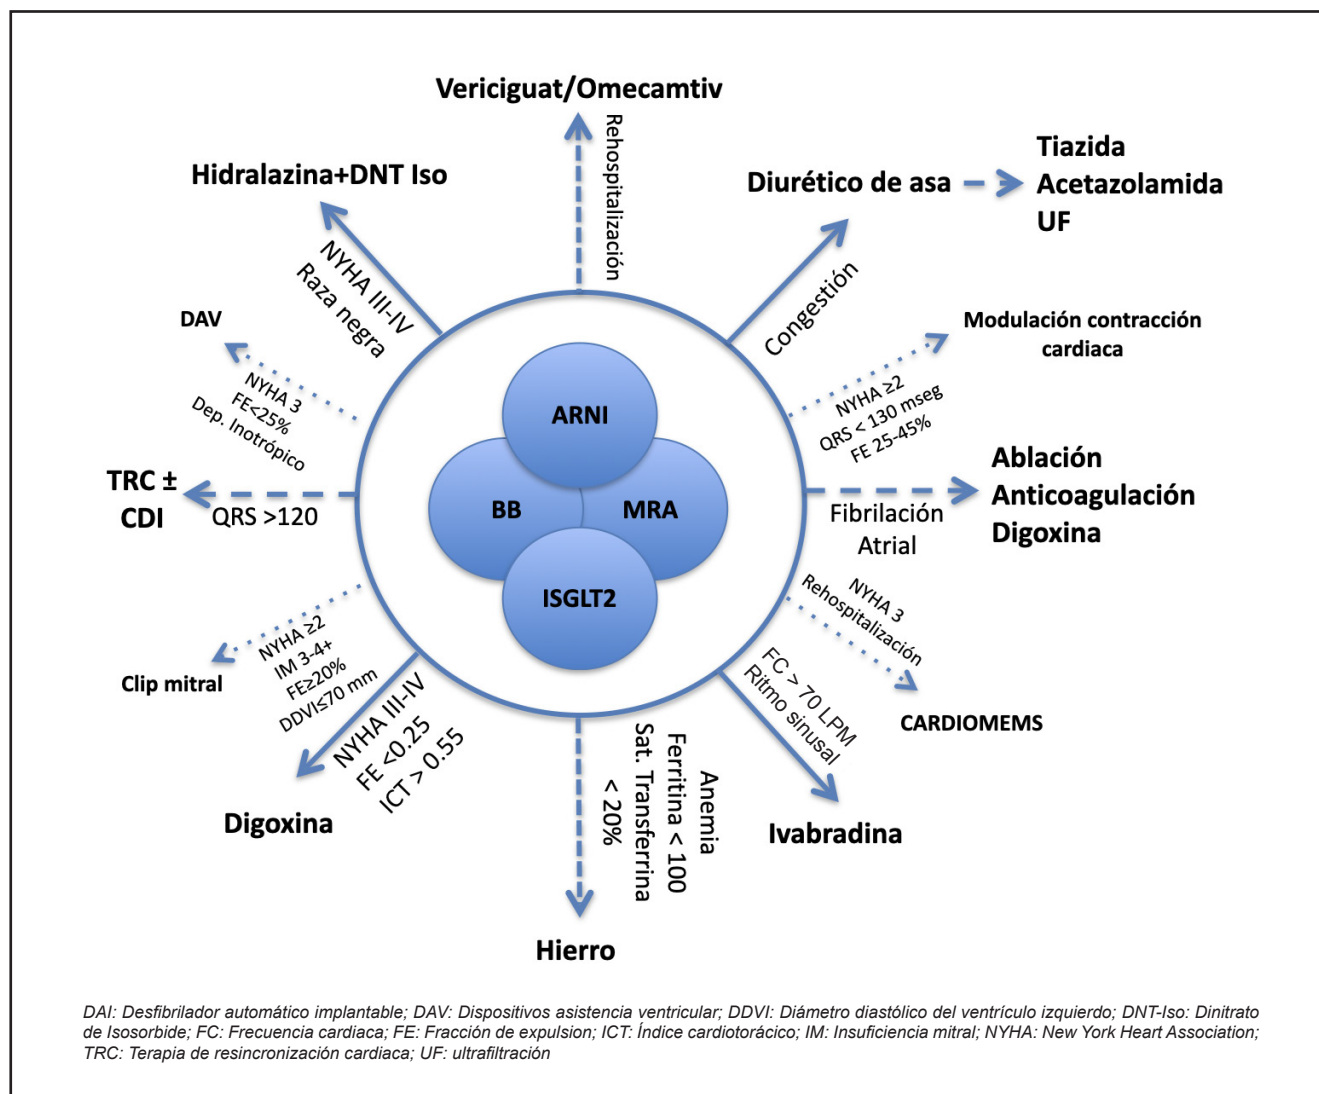 Vericiguat/Omecamtiv
Rehospitalización
Hidralazina+DNT Iso
NYHA III-IV
Raza negra
Diurético de asa
Tiazida
Acetazolamida
UF
Congestión
DAV
NYHA 3
FE<25%
Dep. Inotrópico
Modulación contracción
cardiaca
NYHA ≥2
QRS < 130 mseg
FE 25-45%
ARNI
BB
MRA
ISGLT2
TRC ±
CDI
QRS >120
Ablación
Anticoagulación
Digoxina
Fibrilación
Atrial
Clip mitral
NYHA ≥2
IM 3-4+
FE≥20%
DDVI≤70 mm
NYHA 3
Rehospitalización
CARDIOMEMS
Digoxina
NYHA III-IV
FE <0.25
ICT > 0.55
Anemia
Ferritina < 100
Sat. Transferrina
< 20%
Hierro
FC > 70 LPM
Ritmo sinusal
Ivabradina
DAI: Desfibrilador automático implantable; DAV: Dispositivos asistencia ventricular; DDVI: Diámetro diastólico del ventrículo izquierdo; DNT-Iso: Dinitrato
de Isosorbide; FC: Frecuencia cardiaca; FE: Fracción de expulsion; ICT: Índice cardiotorácico; IM: Insuficiencia mitral; NYHA: New York Heart Association;
TRC: Terapia de resincronización cardiaca; UF: ultrafiltración